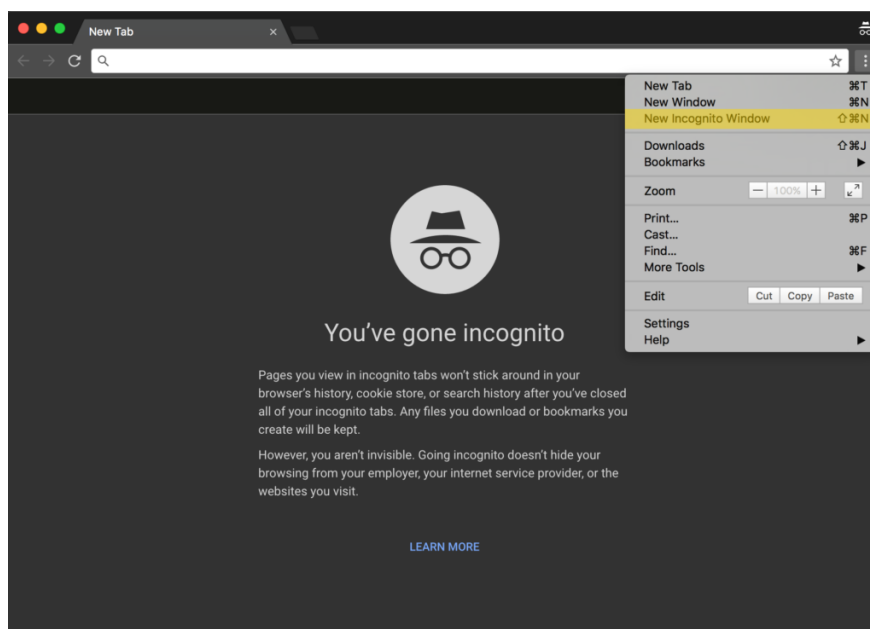 New Tab
New Tab ⌘T
New Window ⌘N
New Incognito Window ⇧⌘N
Downloads ⇧⌘J
Bookmarks ▶
Zoom — 100% +
Print... ⌘P
Cast...
Find... ⌘F
More Tools ▶
Edit Cut Copy Paste
Settings
Help ▶
You've gone incognito
Pages you view in incognito tabs won't stick around in your
browser's history, cookie store, or search history after you've closed
all of your incognito tabs. Any files you download or bookmarks you
create will be kept.
However, you aren't invisible. Going incognito doesn't hide your
browsing from your employer, your internet service provider, or the
websites you visit.
LEARN MORE